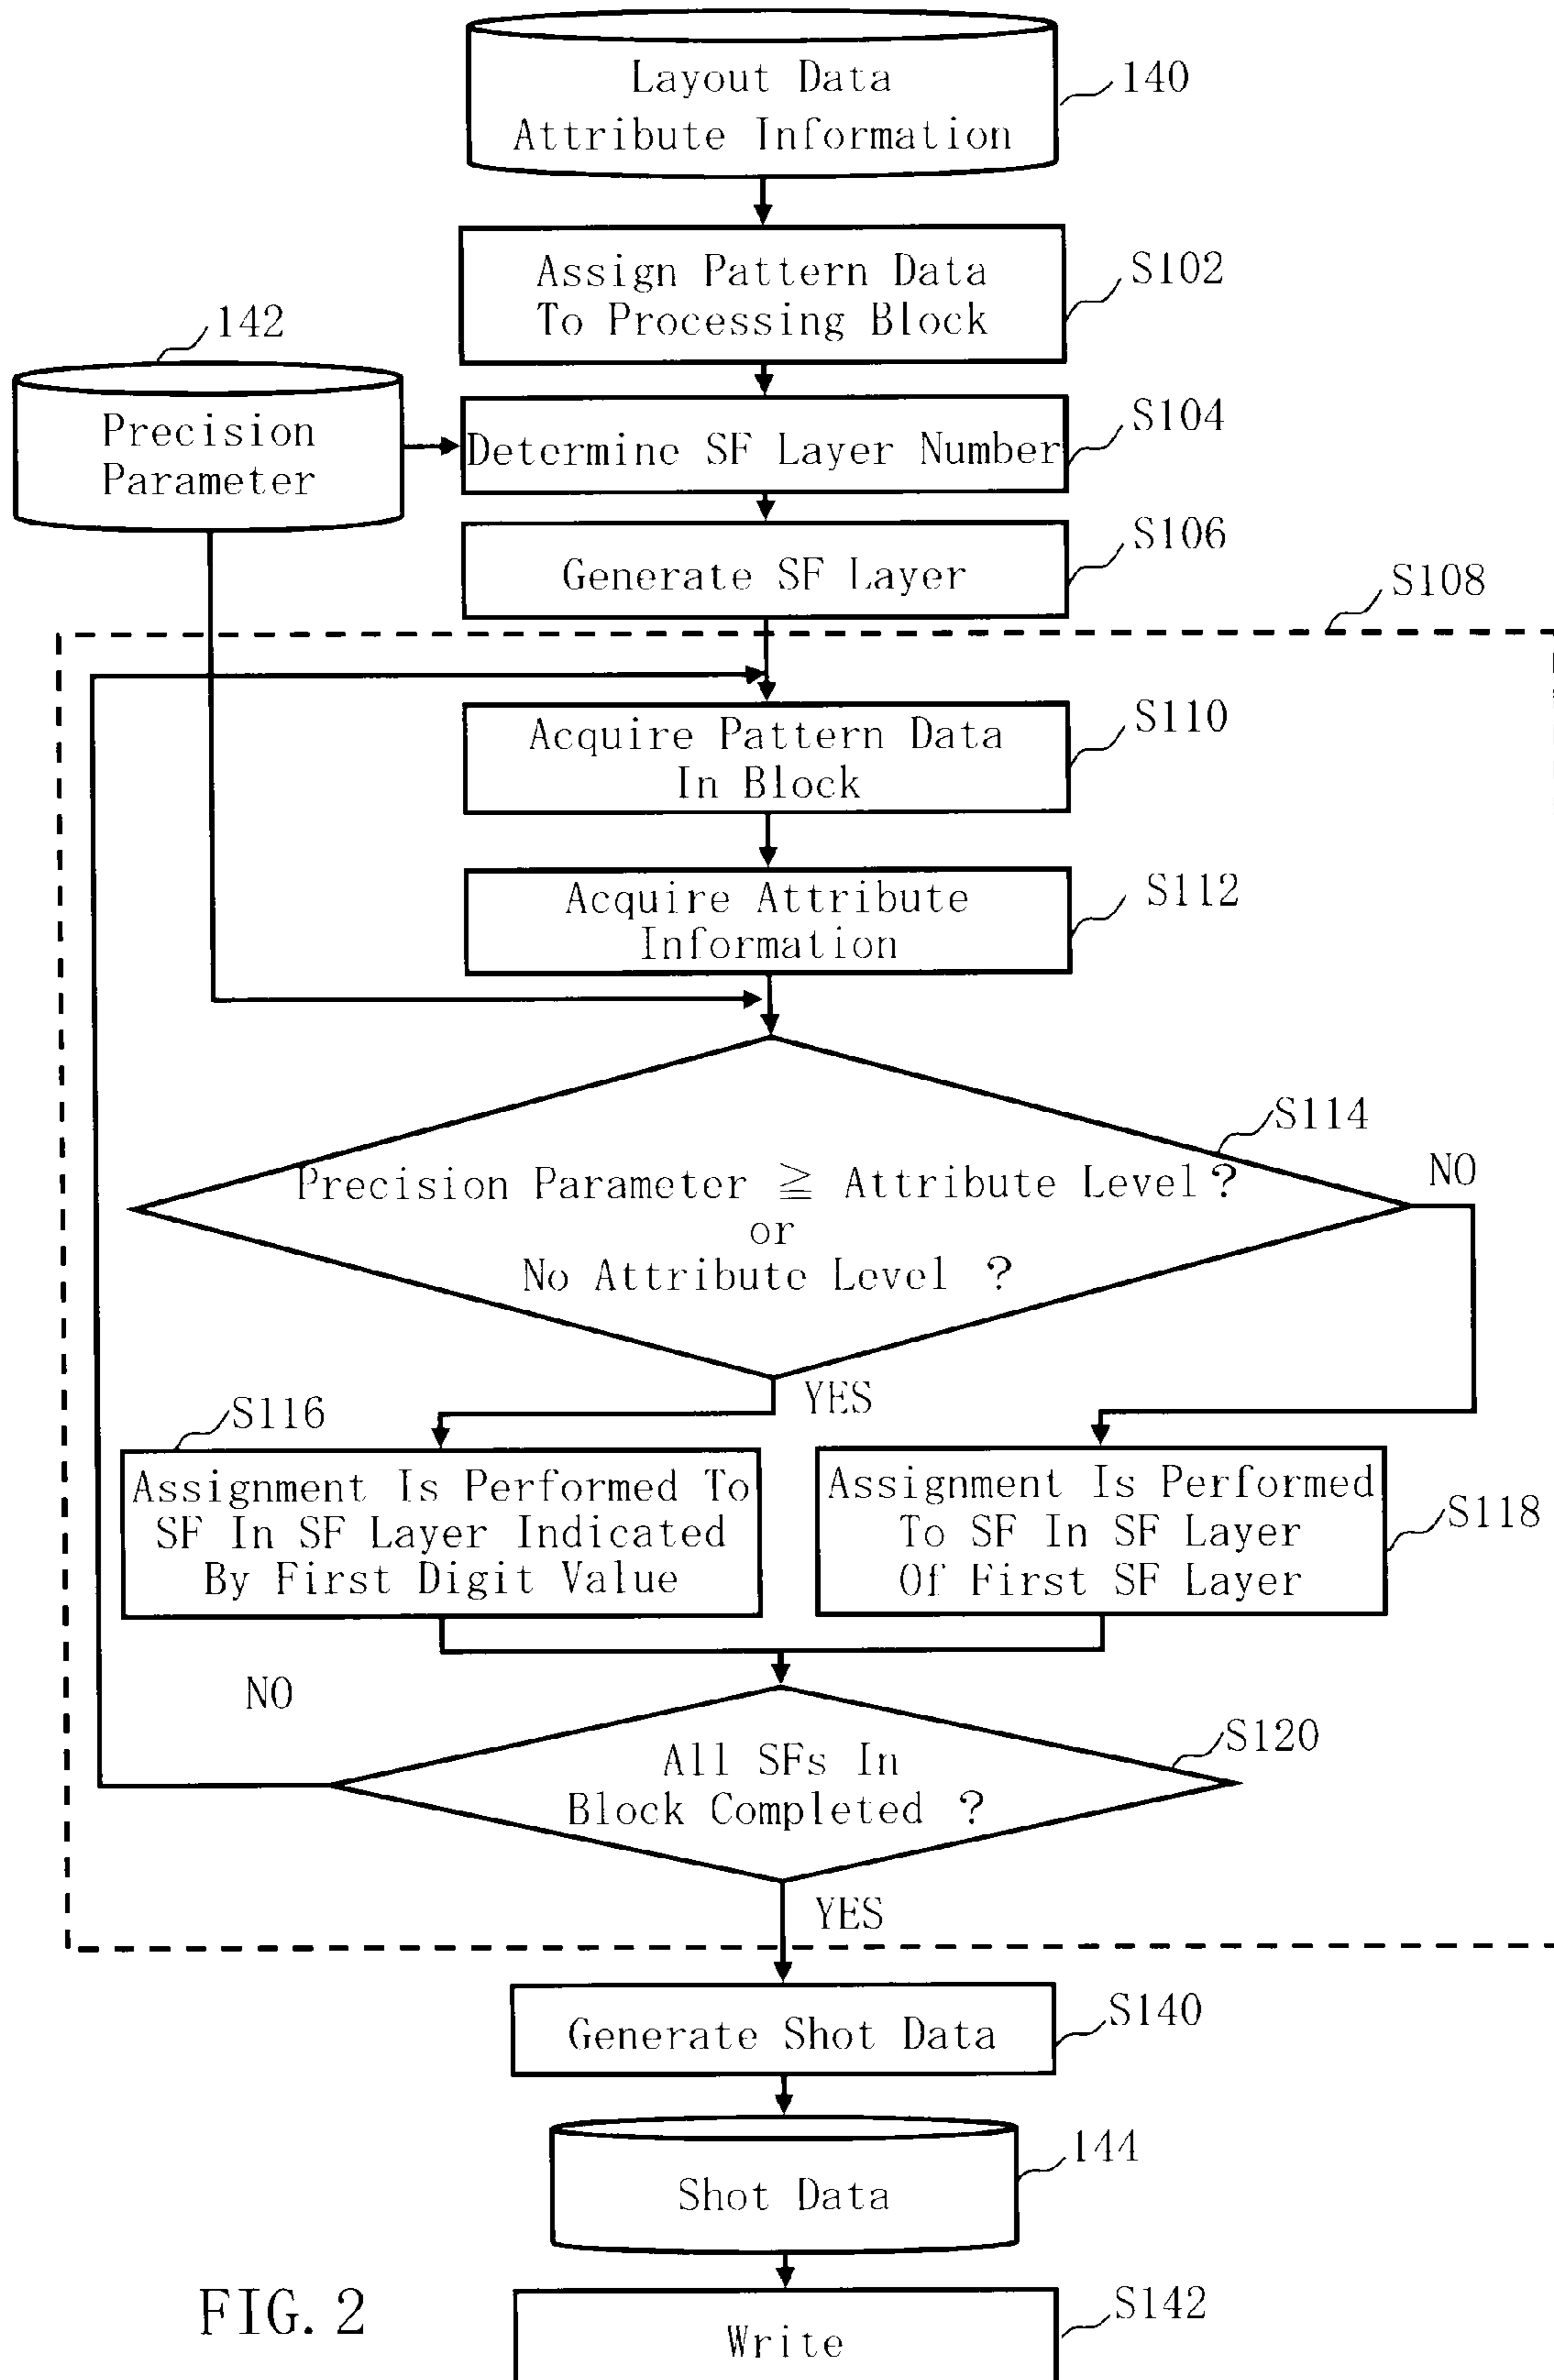 Layout Data
Attribute Information
140
Assign Pattern Data
To Processing Block
S102
142
Precision
Parameter
Determine SF Layer Number
S104
Generate SF Layer
S106
S108
Acquire Pattern Data
In Block
S110
Acquire Attribute
Information
S112
S114
Precision Parameter ≧ Attribute Level?
or
No Attribute Level ?
NO
YES
S116
Assignment Is Performed To
SF In SF Layer Indicated
By First Digit Value
Assignment Is Performed
To SF In SF Layer
Of First SF Layer
S118
NO
All SFs In
Block Completed ?
S120
YES
Generate Shot Data
S140
Shot Data
144
Write
S142
FIG. 2